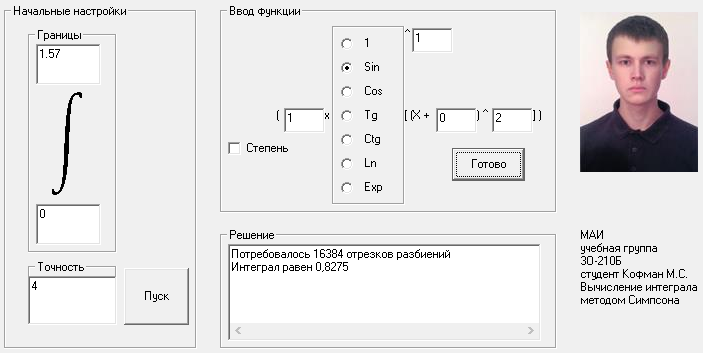 Начальные настройки
Границы
1.57
0
Точность
4
Пуск
Ввод функции
^ 1
1
Sin
Cos
( 1 x Tg [ (X + 0 ) ^ 2 ] )
Ctg
Ln
Exp
Степень
Готово
Решение
Потребовалось 16384 отрезков разбиений
Интеграл равен 0,8275
МАИ
учебная группа
3О-210Б
студент Кофман М.С.
Вычисление интеграла
методом Симпсона